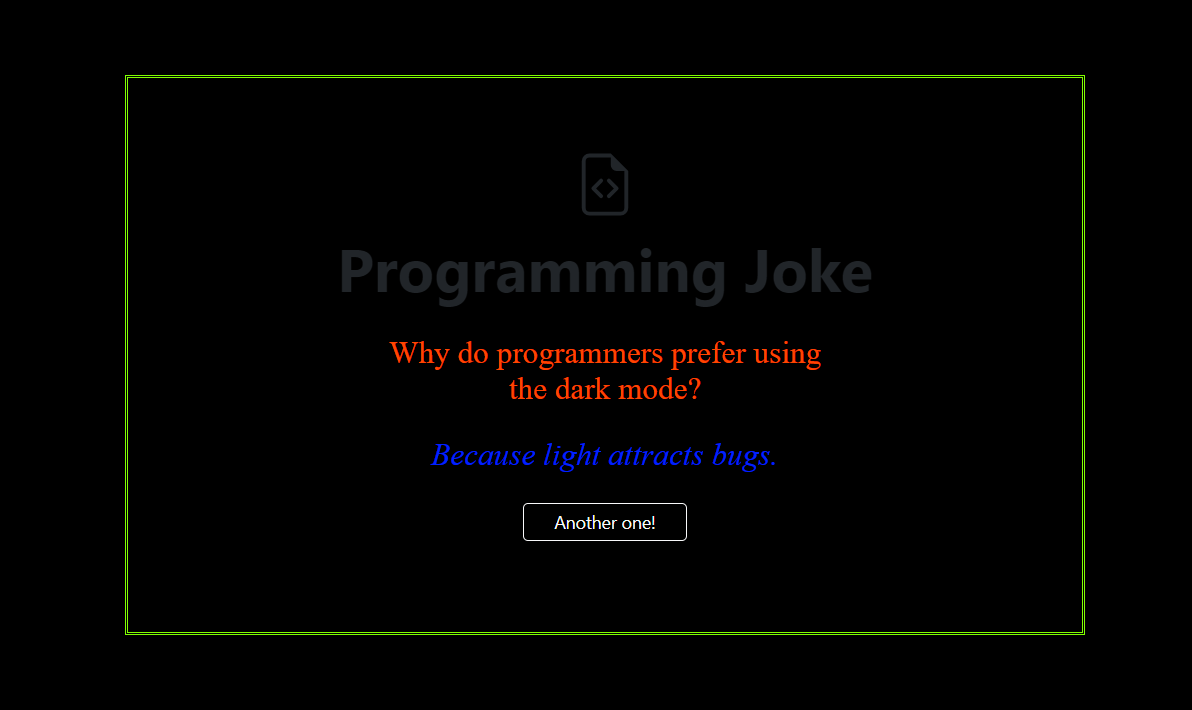 Programming Joke
Why do programmers prefer using
the dark mode?
Because light attracts bugs.
Another one!